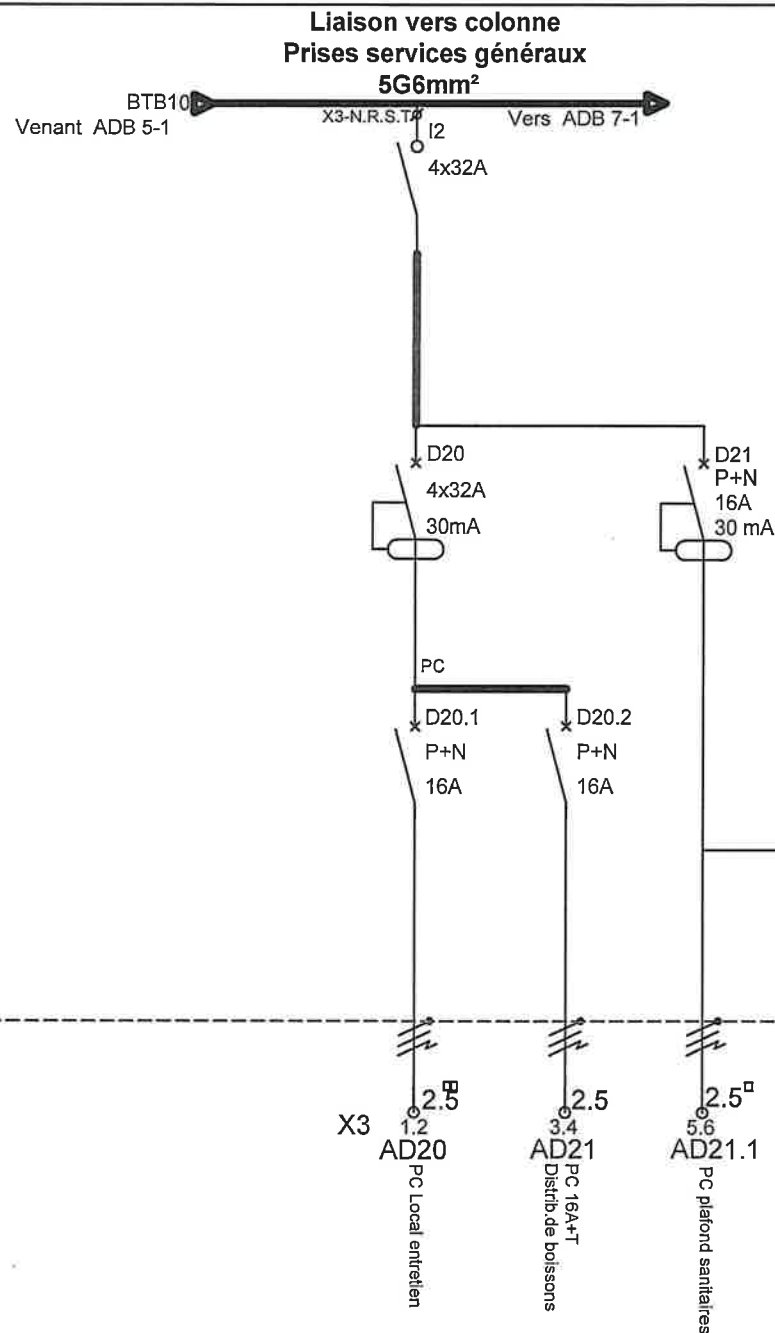 Liaison vers colonne
Prises services généraux
5G6mm²
BTB10
Venant ADB 5-1
X3-N.R.S.T
Vers ADB 7-1
I2
4x32A
D20
4x32A
30mA
D21
P+N
16A
30 mA
PC
D20.1
P+N
16A
D20.2
P+N
16A
2.5
2.5
2.5
X3
1.2
3.4
5.6
AD20
AD21
AD21.1
PC Local entretien
PC 16A+T
Distrib.de boissons
PC plafond sanitaires